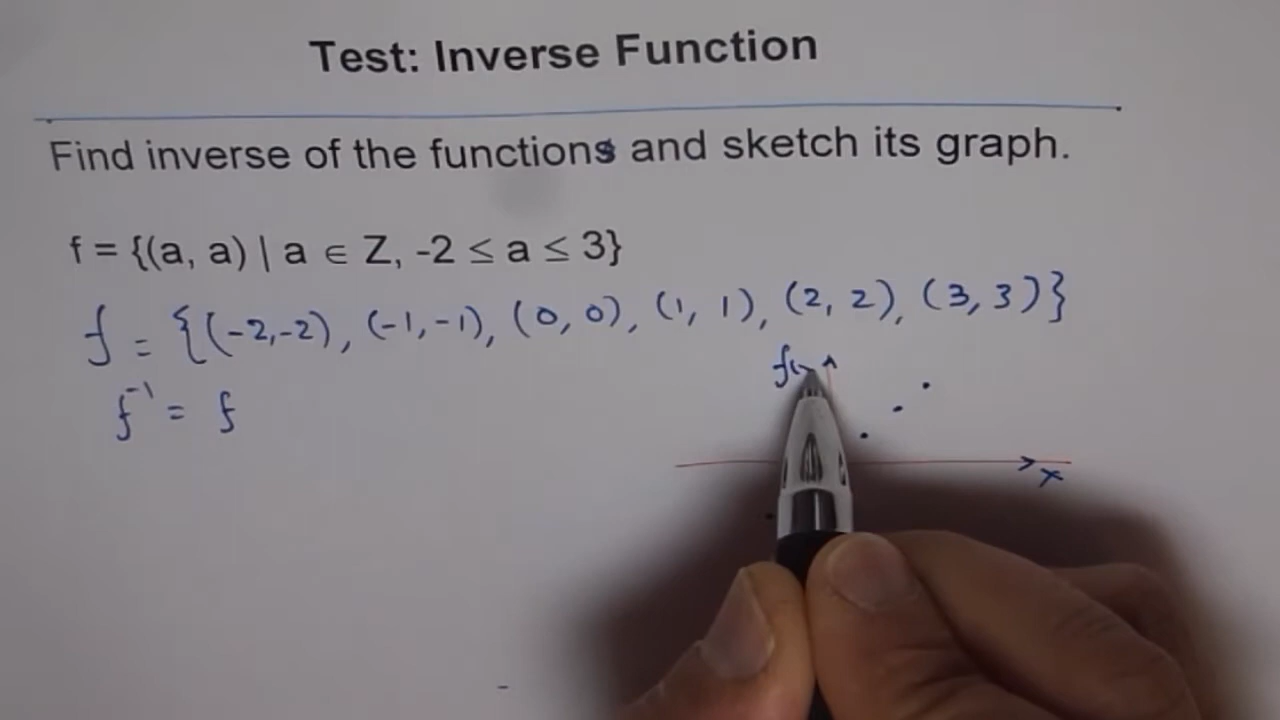 Test: Inverse Function
Find inverse of the functions and sketch its graph.
f = {(a, a) | a ∈ Z, -2 ≤ a ≤ 3}
f = {(-2,-2), (-1,-1), (0,0), (1, 1), (2, 2), (3,3)}
f⁻¹ = f
x